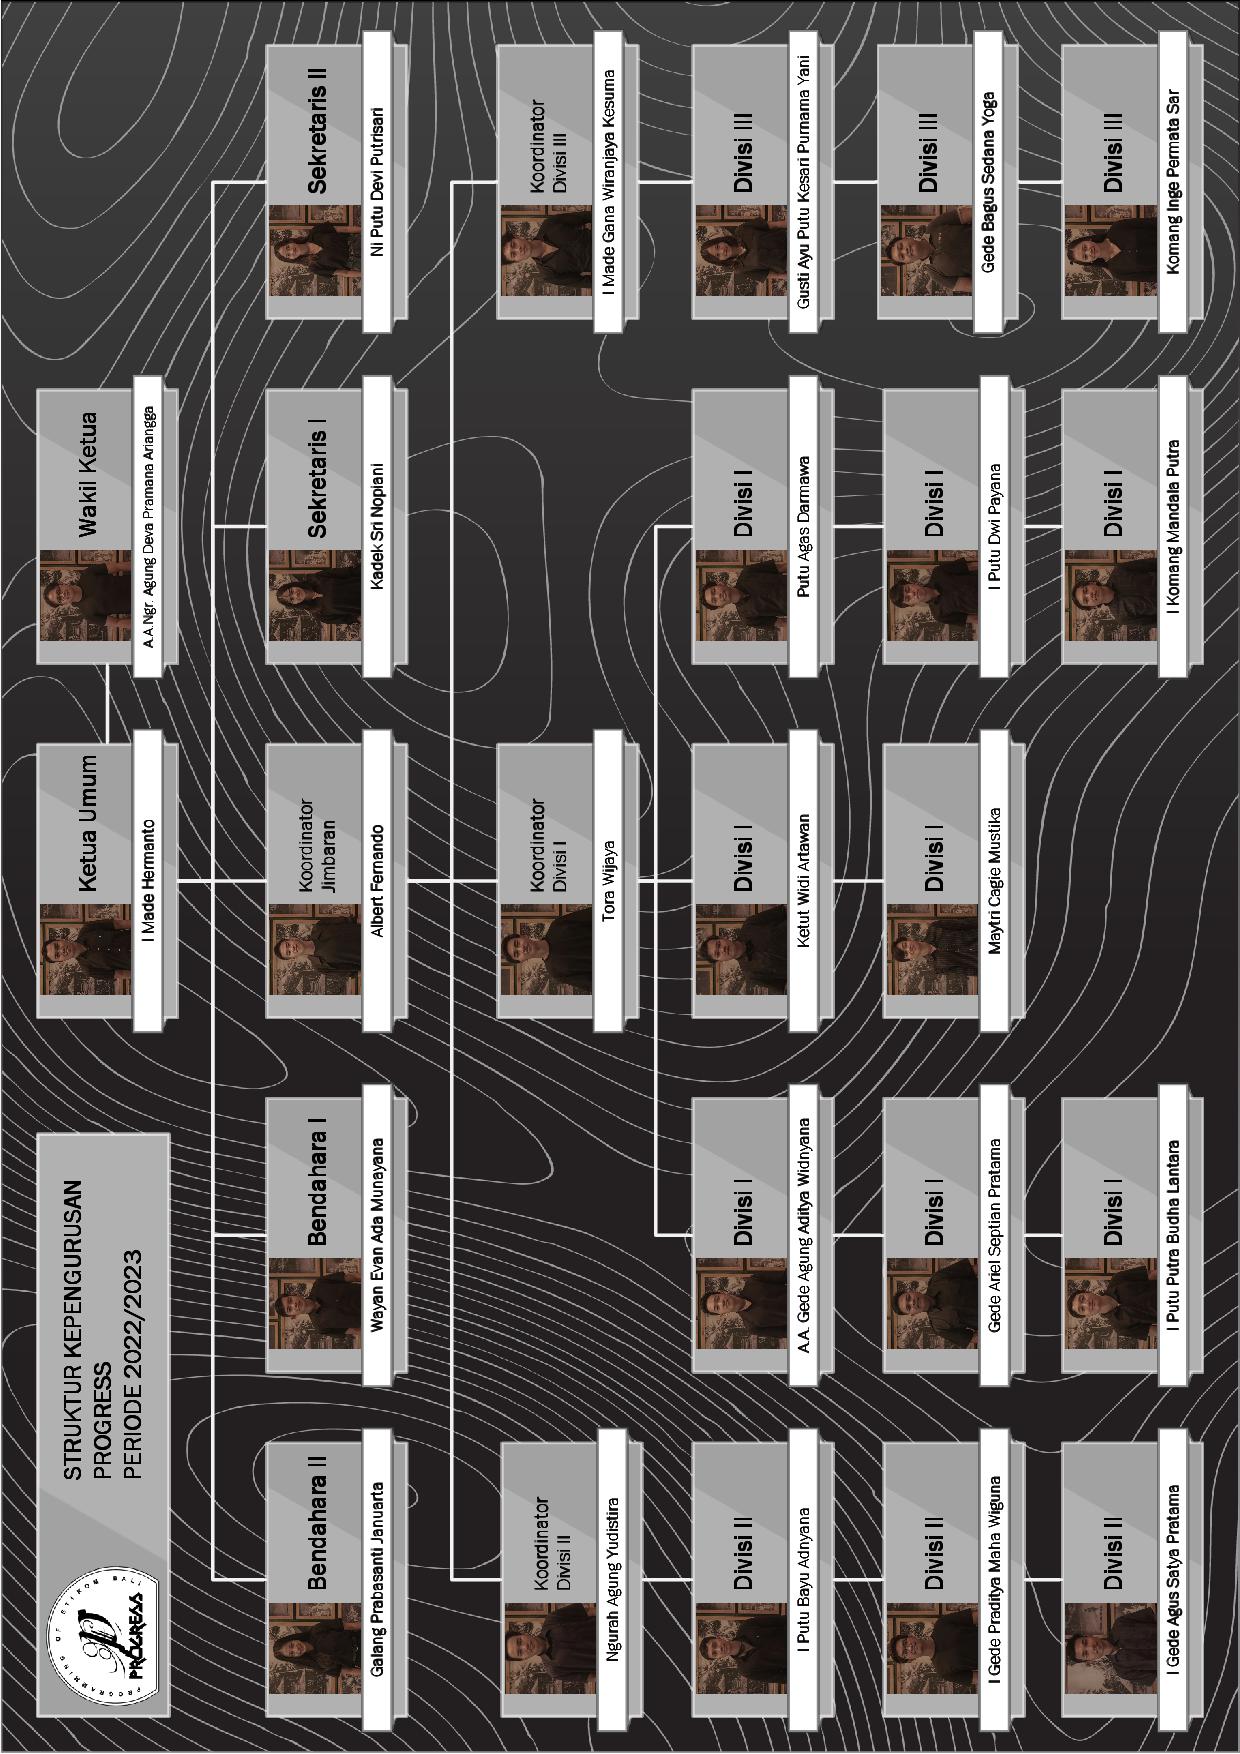 PROGRAMMING OF STIKOM BALI
PROGRESS
STRUKTUR KEPENGURUSAN
PROGRESS
PERIODE 2022/2023
Ketua Umum
I Made Hermanto
Wakil Ketua
A.A.Ngr. Agung Deva Pramana Ariangga
Bendahara II
Galang Prabasanti Januarta
Bendahara I
Wayan Evan Ada Munayana
Koordinator
Jimbaran
Albert Fernando
Sekretaris I
Kadek Sri Nopiani
Sekretaris II
Ni Putu Devi Putrisari
Koordinator
Divisi II
Ngurah Agung Yudistira
Koordinator
Divisi I
Tora Wijaya
Koordinator
Divisi III
I Made Gana Wiranjaya Kesuma
Divisi II
I Putu Bayu Adnyana
Divisi I
A.A. Gede Agung Aditya Widnyana
Divisi I
Ketut Widi Artawan
Divisi I
Putu Agas Darmawa
Divisi III
Gusti Ayu Putu Kesari Purnama Yani
Divisi II
I Gede Praditya Maha Wiguna
Divisi I
Gede Ariel Septian Pratama
Divisi I
Maytri Cagie Mustika
Divisi I
I Putu Dwi Payana
Divisi III
Gede Bagus Sedana Yoga
Divisi II
I Gede Agus Satya Pratama
Divisi I
I Putu Putra Budha Lantara
Divisi I
I Komang Mandala Putra
Divisi III
Komang Inge Permata Sar